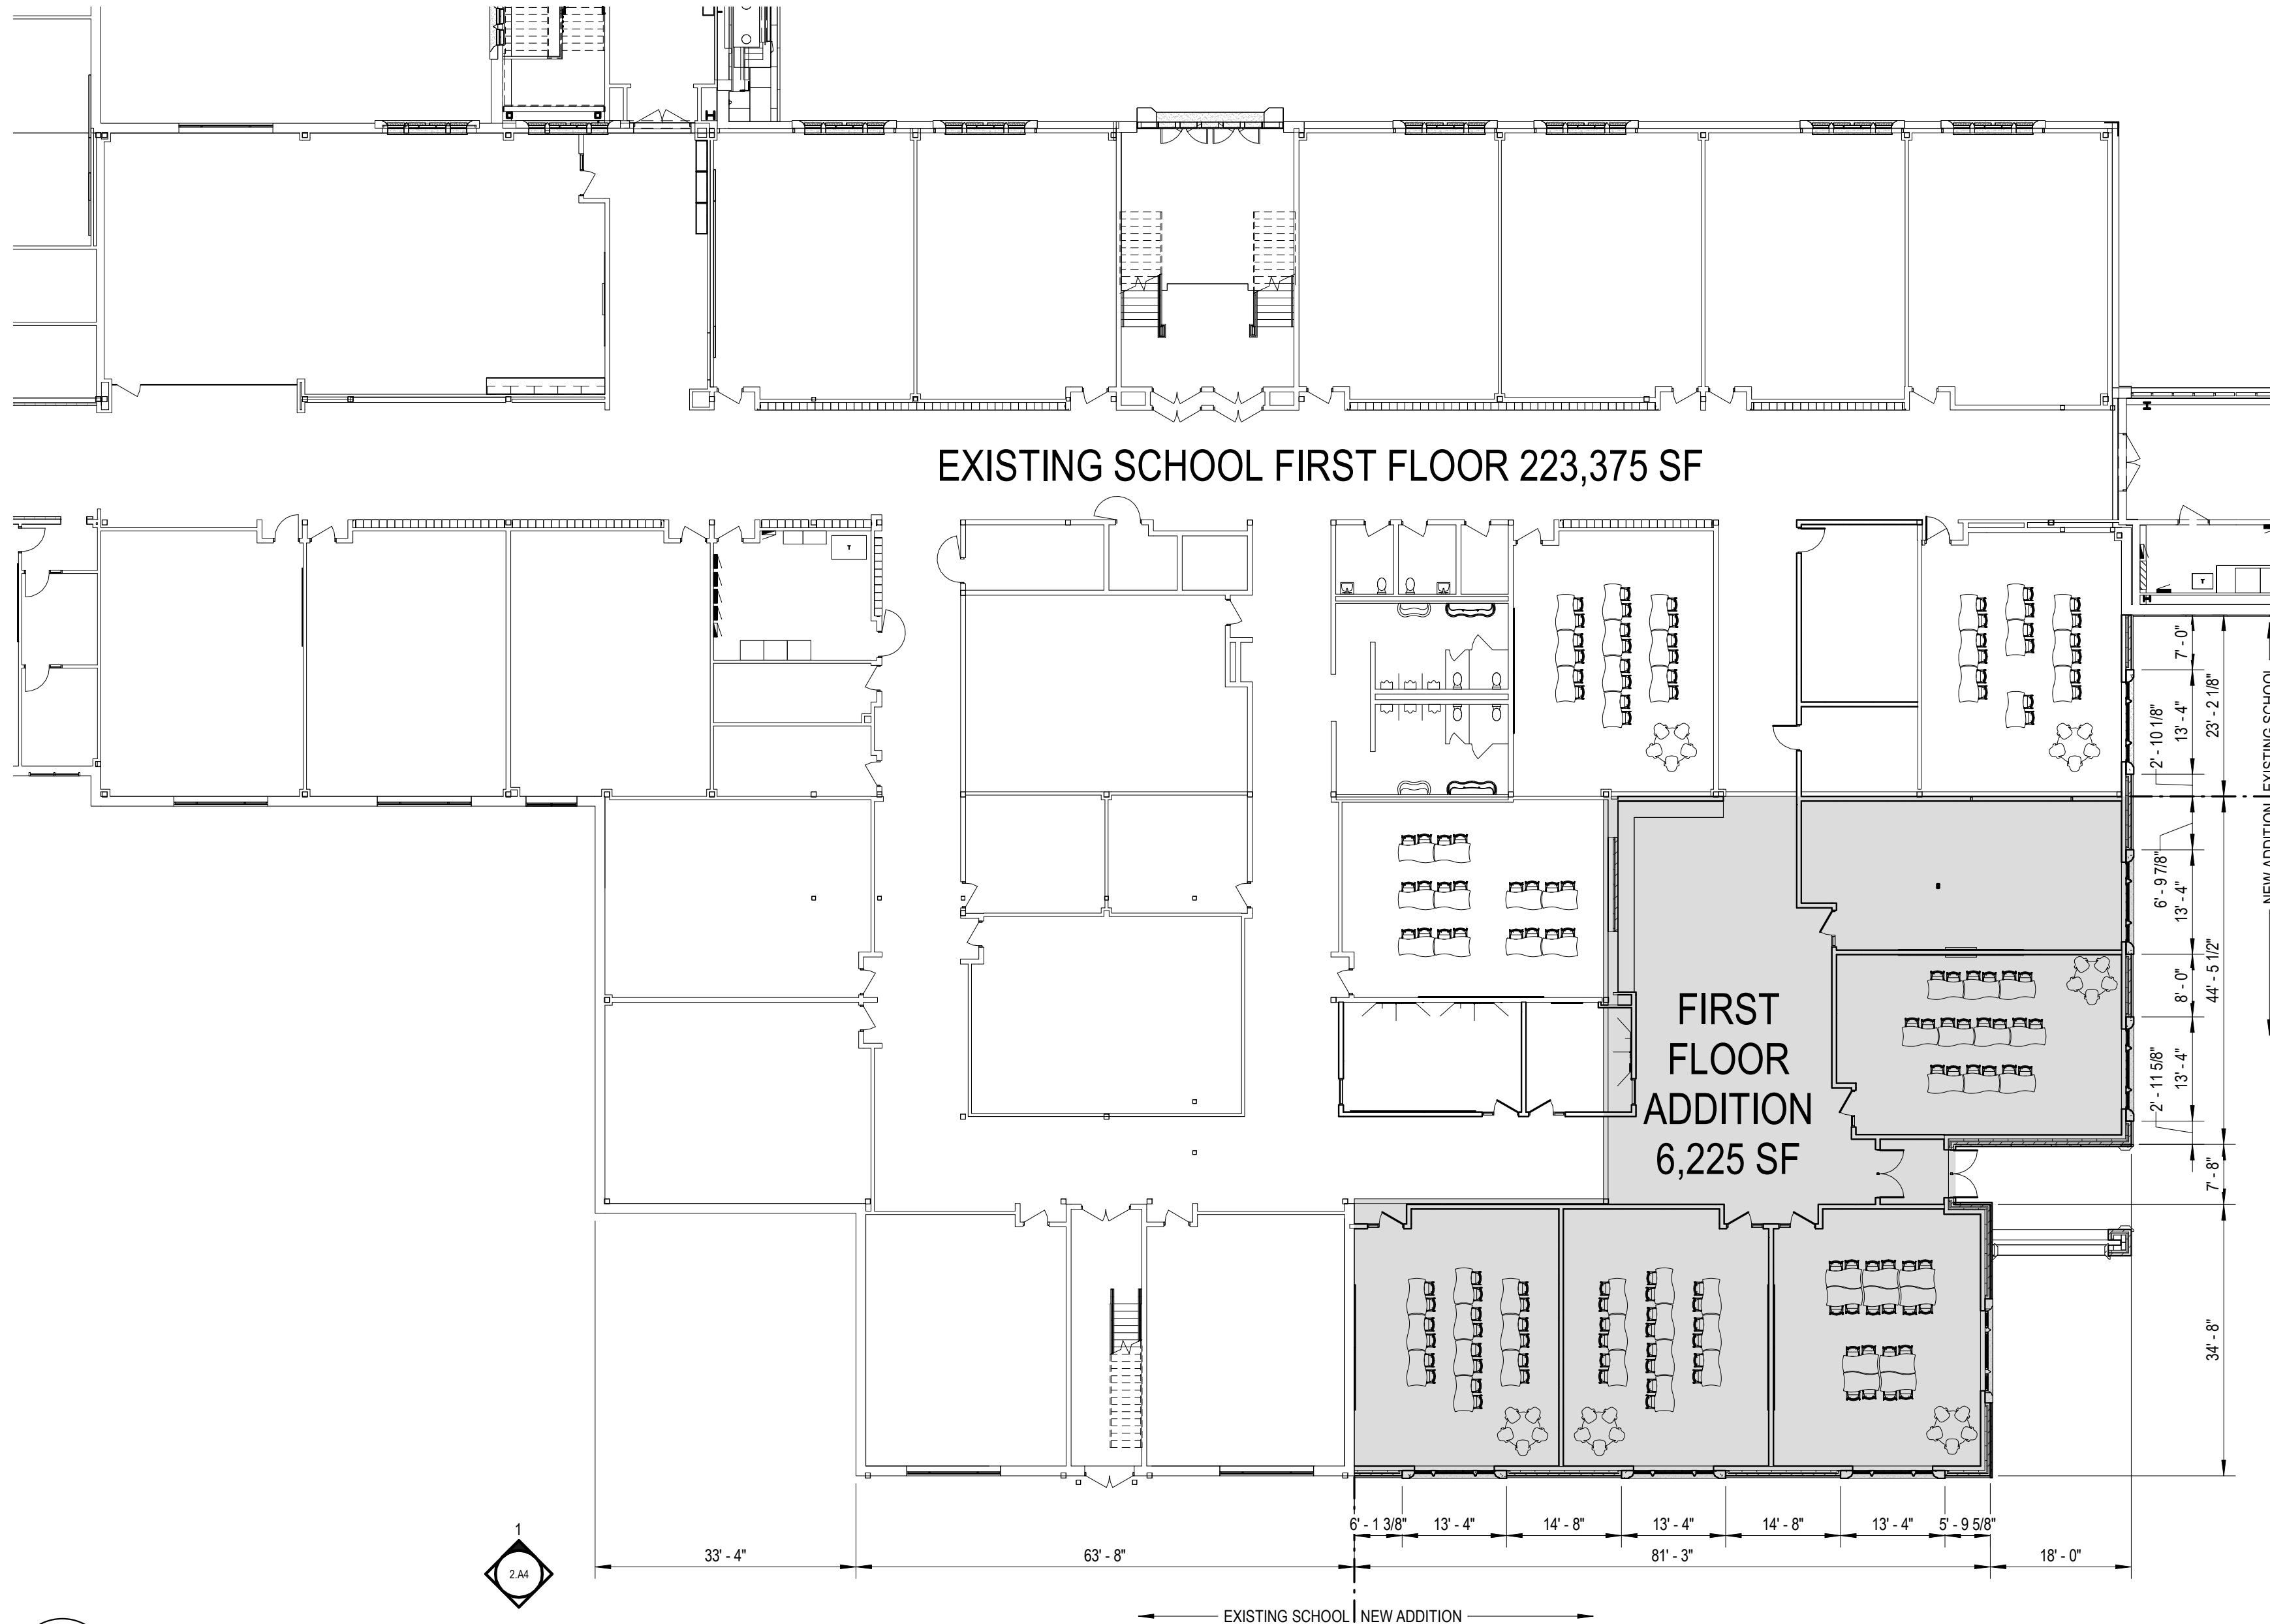 EXISTING SCHOOL FIRST FLOOR 223,375 SF
T
T
7' - 0"
13' - 4"
2' - 10 1/8"
23' - 2 1/8"
6' - 9 7/8"
13' - 4"
8' - 0"
44' - 5 1/2"
2' - 11 5/8"
13' - 4"
7' - 8"
34' - 8"
NEW ADDITION EXISTING SCHOOL
FIRST
FLOOR
ADDITION
6,225 SF
6' - 1 3/8"
13' - 4"
14' - 8"
13' - 4"
14' - 8"
13' - 4"
5' - 9 5/8"
33' - 4"
63' - 8"
81' - 3"
18' - 0"
1
2.A4
EXISTING SCHOOL NEW ADDITION